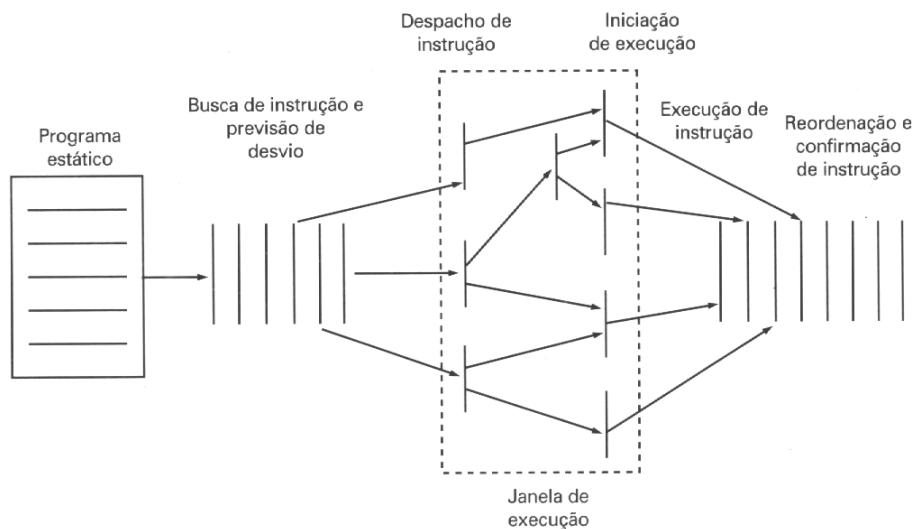 Programa
estático
Busca de instrução e
previsão de
desvio
Despacho de
instrução
Iniciação
de execução
Execução de
instrução
Reordenação e
confirmação
de instrução
Janela de
execução